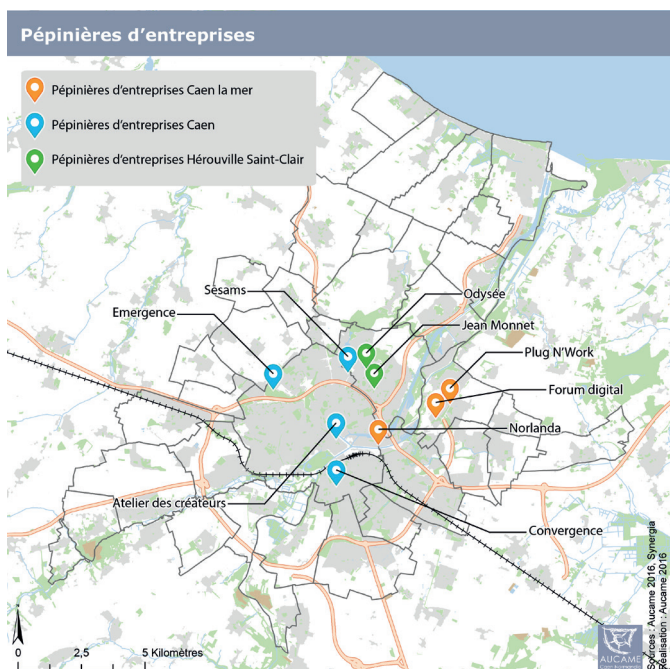 Pépinières d'entreprises
Pépinières d'entreprises Caen la mer
Pépinières d'entreprises Caen
Pépinières d'entreprises Hérouville Saint-Clair
Sésams
Odysée
Emergence
Jean Monnet
Plug N'Work
Forum digital
Norlanda
Atelier des créateurs
Convergence
0 2,5 5 Kilomètres
Sources : Aucame 2016, Synergia
Réalisation : Aucame 2016
AUCAME